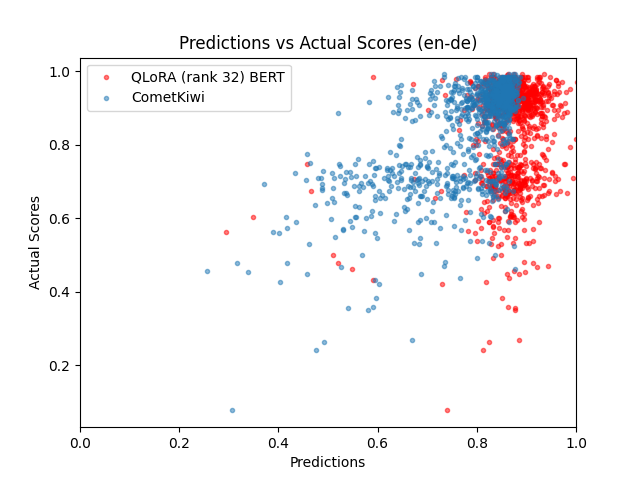 Predictions vs Actual Scores (en-de)
QLoRA (rank 32) BERT
CometKiwi
Actual Scores
1.0
0.8
0.6
0.4
0.2
0.0 0.2 0.4 0.6 0.8 1.0
Predictions